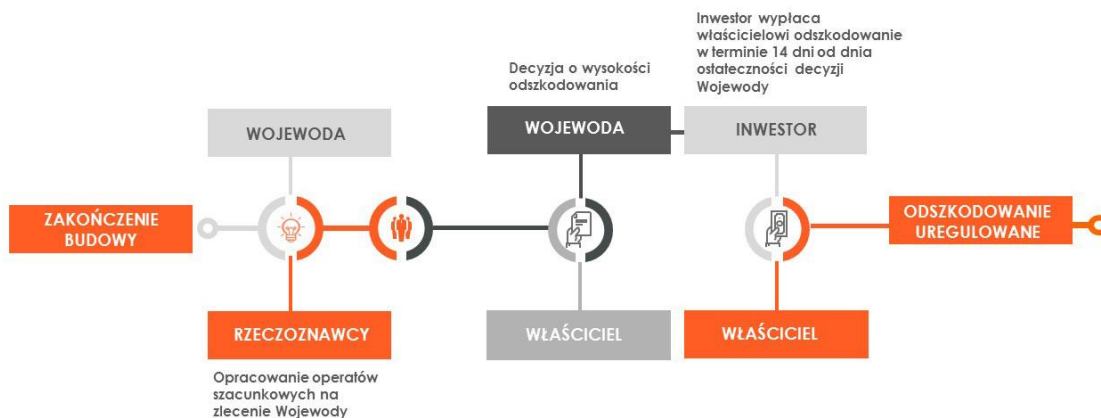 ZAKOŃCZENIE
BUDOWY
WOJEWODA
RZECZOZNAWCY
Opracowanie operatów
szacunkowych na
zlecenie Wojewody
Decyzja o wysokości
odszkodowania
WOJEWODA
WŁAŚCICIEL
Inwestor wypłaca
właścicielowi odszkodowanie
w terminie 14 dni od dnia
ostateczności decyzji
Wojewody
INWESTOR
WŁAŚCICIEL
ODSZKODOWANIE
UREGULOWANE